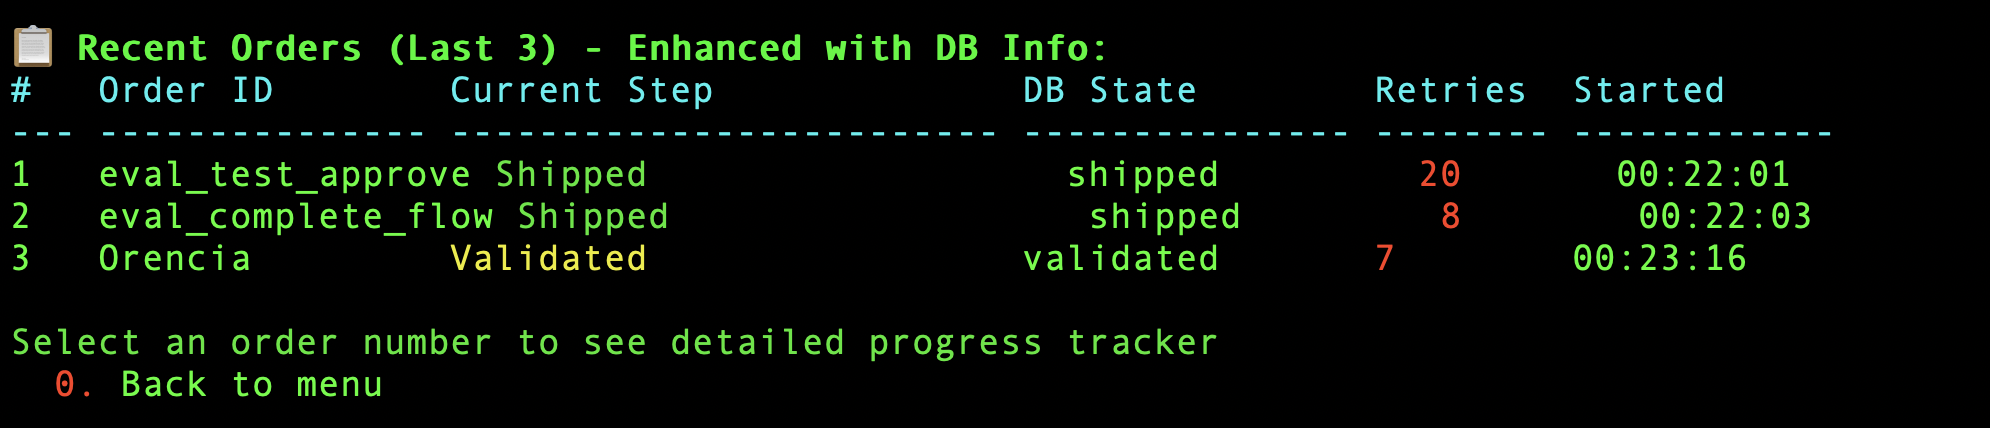 📋 Recent Orders (Last 3) - Enhanced with DB Info:
#   Order ID        Current Step              DB State        Retries  Started
--- --------------- ------------------------- --------------- -------- ------------
1   eval_test_approve Shipped                   shipped         20       00:22:01
2   eval_complete_flow Shipped                   shipped         8        00:22:03
3   Orencia         Validated                 validated       7        00:23:16
Select an order number to see detailed progress tracker
  0. Back to menu